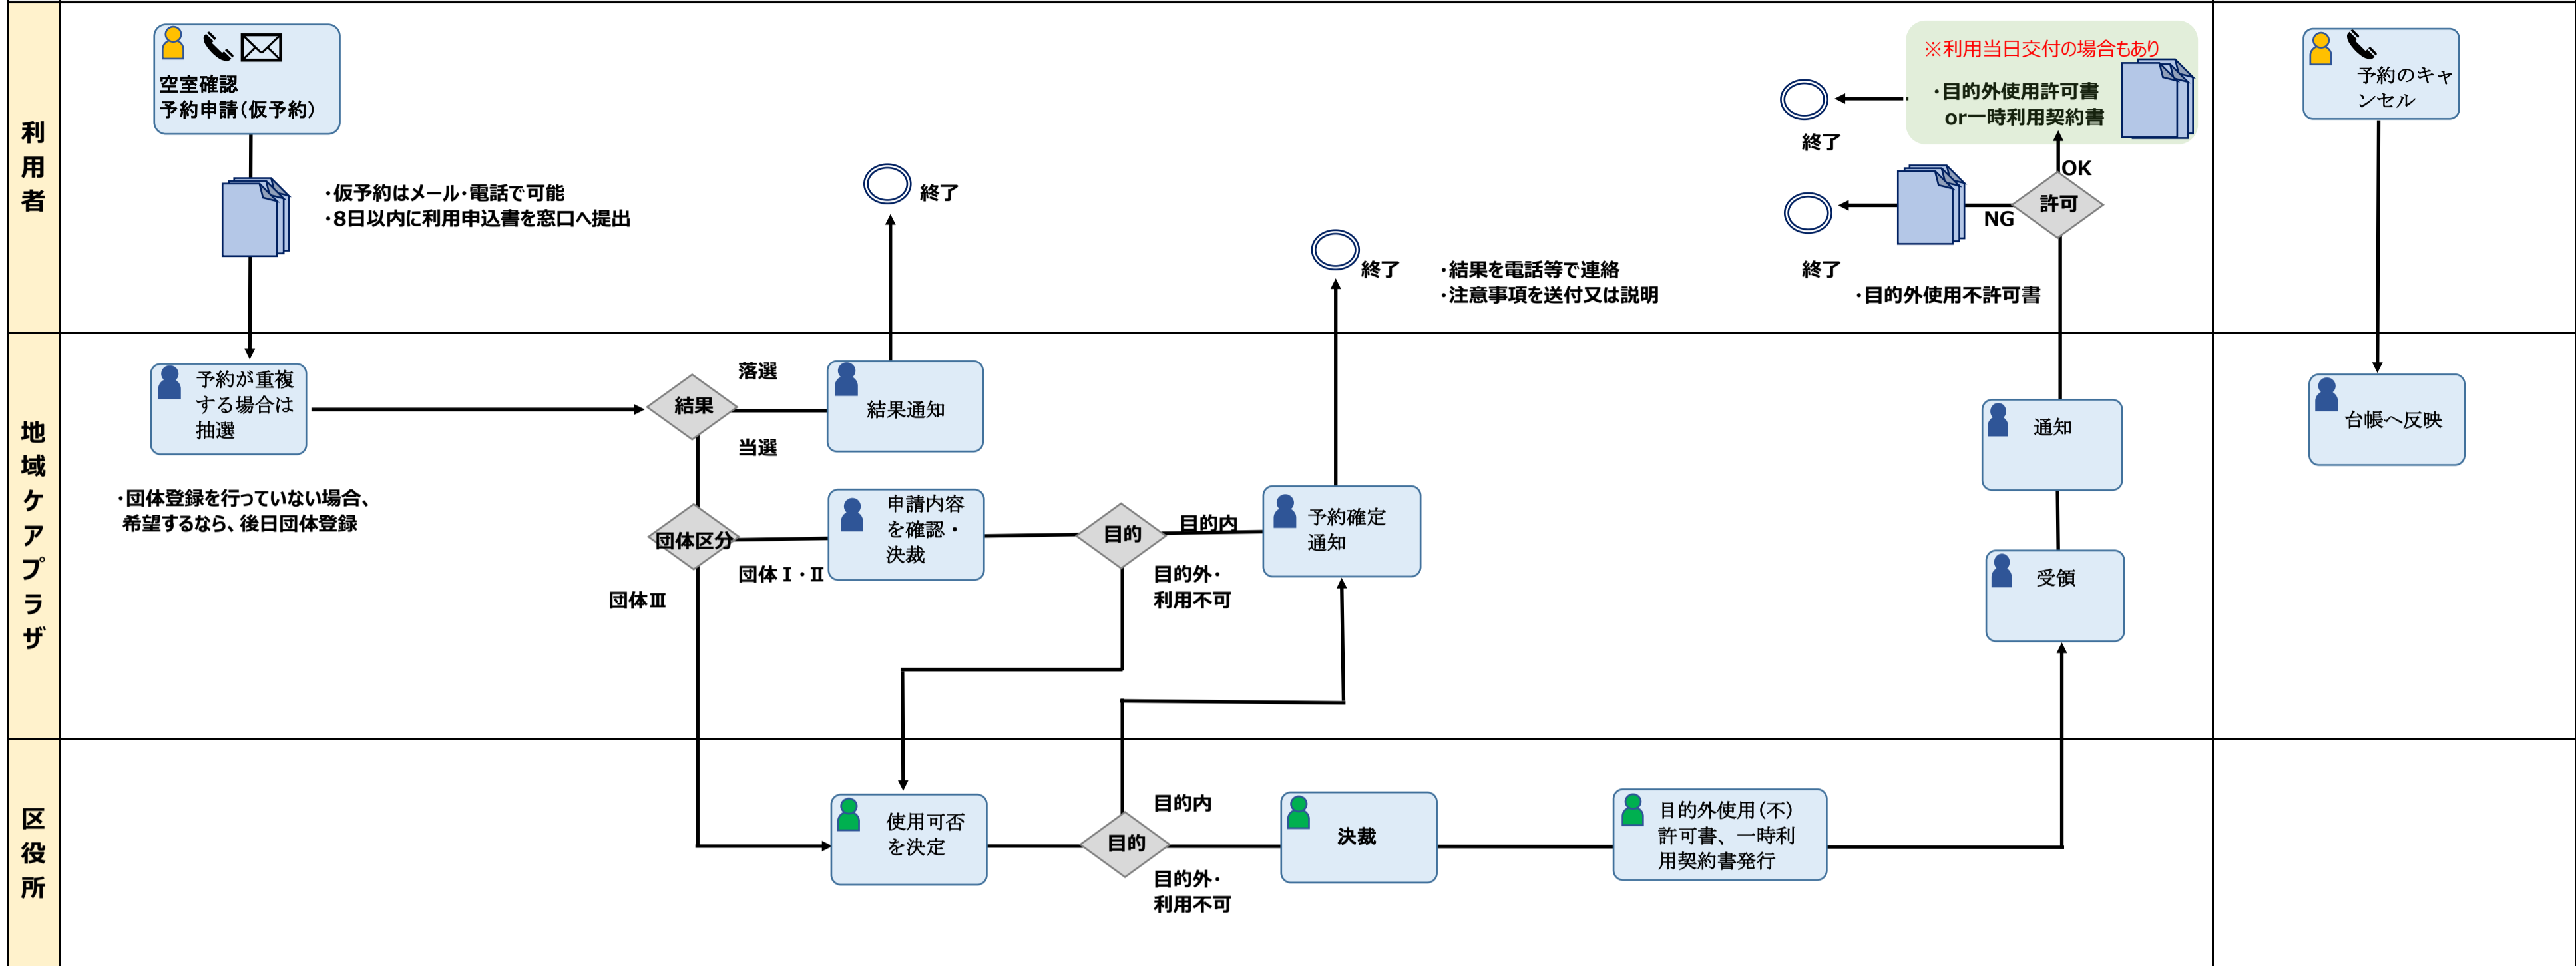 利用者
空室確認
予約申請（仮予約）
・仮予約はメール・電話で可能
・8日以内に利用申込書を窓口へ提出
終了
終了
・結果を電話等で連絡
・注意事項を送付又は説明
※利用当日交付の場合もあり
・目的外使用許可書
or一時利用契約書
終了
OK
許可
NG
終了
・目的外使用不許可書
予約のキャ
ンセル
地域ケアプラザ
予約が重複
する場合は
抽選
・団体登録を行っていない場合、
希望するなら、後日団体登録
結果
落選
当選
結果通知
団体区分
団体Ⅰ・Ⅱ
団体Ⅲ
申請内容
を確認・
決裁
目的
目的内
目的外・
利用不可
予約確定
通知
通知
受領
台帳へ反映
区役所
使用可否
を決定
目的
目的内
目的外・
利用不可
決裁
目的外使用（不）
許可書、一時利
用契約書発行